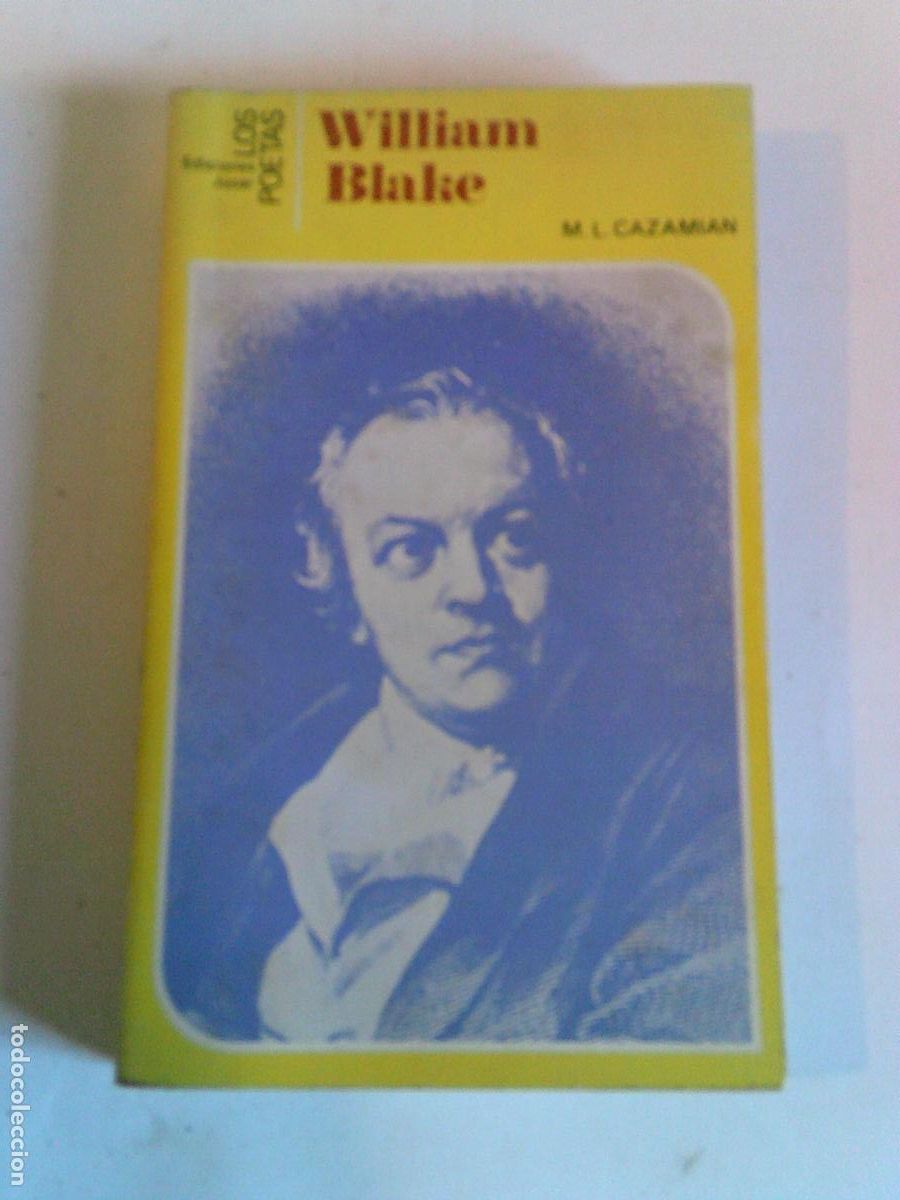 LOS
POETAS
William
Blake
M. L. CAZAMIAN
todocoleccion